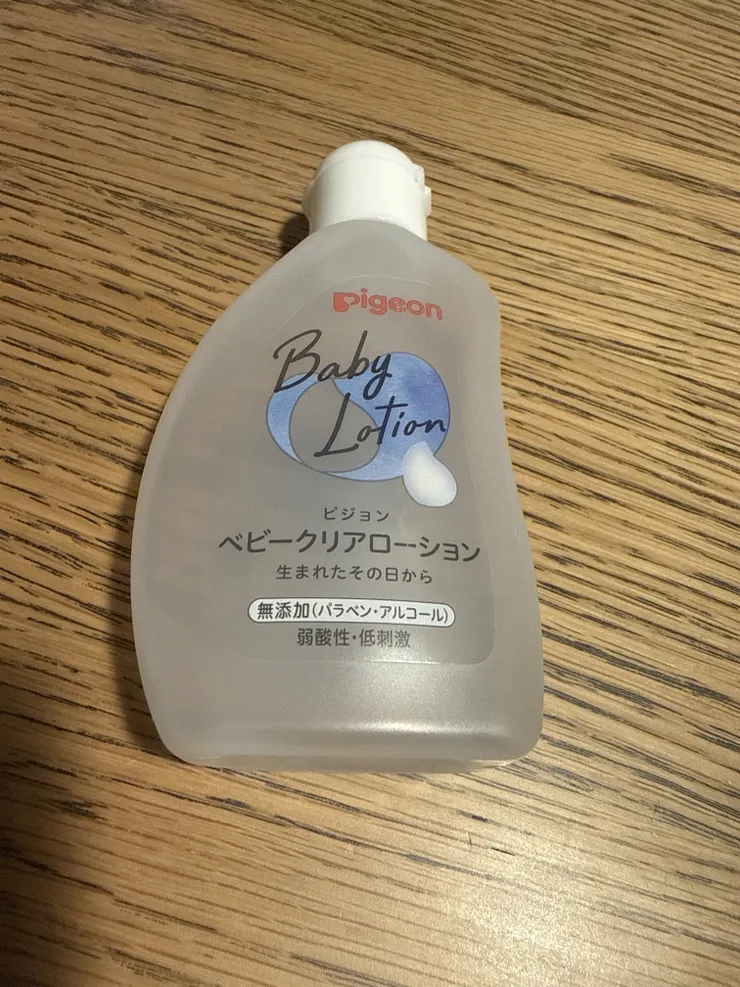 Pigeon
Baby
Lotion
ピジョン
ベビークリアローション
生まれたその日から
無添加(パラベン・アルコール)
弱酸性・低刺激